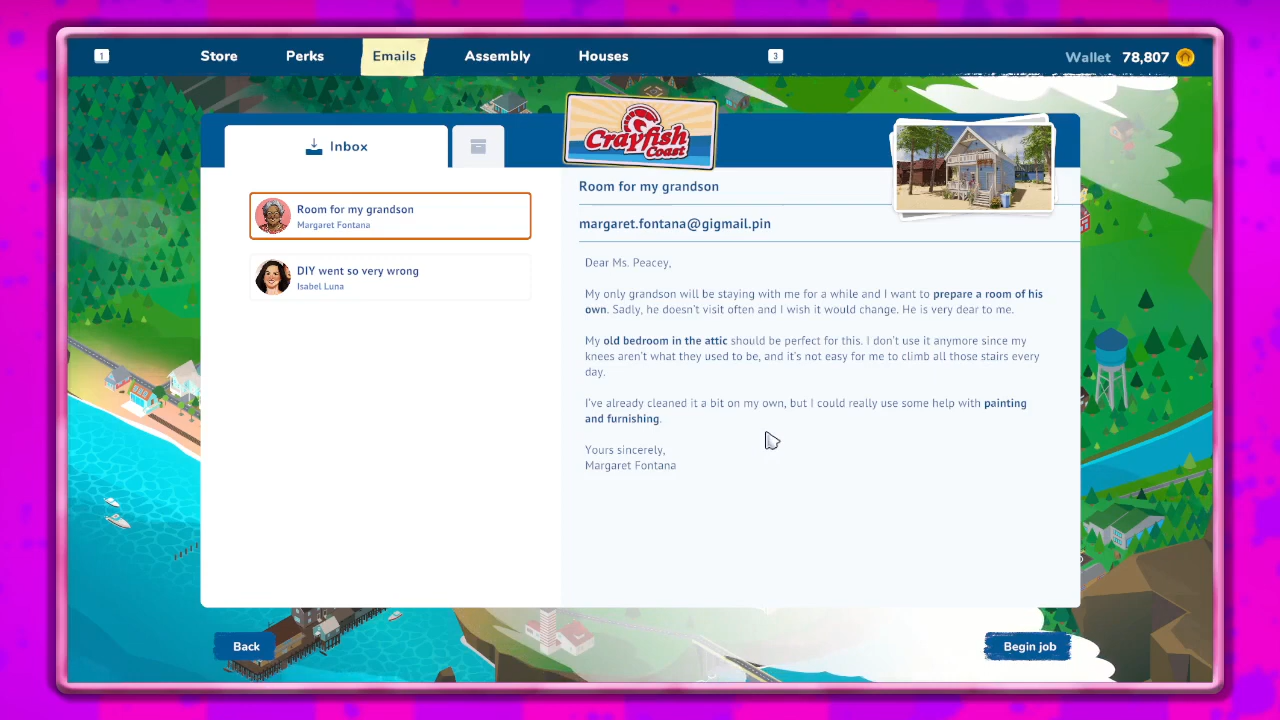 1
Store
Perks
Emails
Assembly
Houses
3
Wallet 78,807
Inbox
Crayfish
Coast
Room for my grandson
Margaret Fontana
DIY went so very wrong
Isabel Luna
Room for my grandson
margaret.fontana@gigmail.pin
Dear Ms. Peacey,
My only grandson will be staying with me for a while and I want to prepare a room of his
own. Sadly, he doesn't visit often and I wish it would change. He is very dear to me.
My old bedroom in the attic should be perfect for this. I don't use it anymore since my
knees aren't what they used to be, and it's not easy for me to climb all those stairs every
day.
I've already cleaned it a bit on my own, but I could really use some help with painting
and furnishing.
Yours sincerely,
Margaret Fontana
Back
Begin job